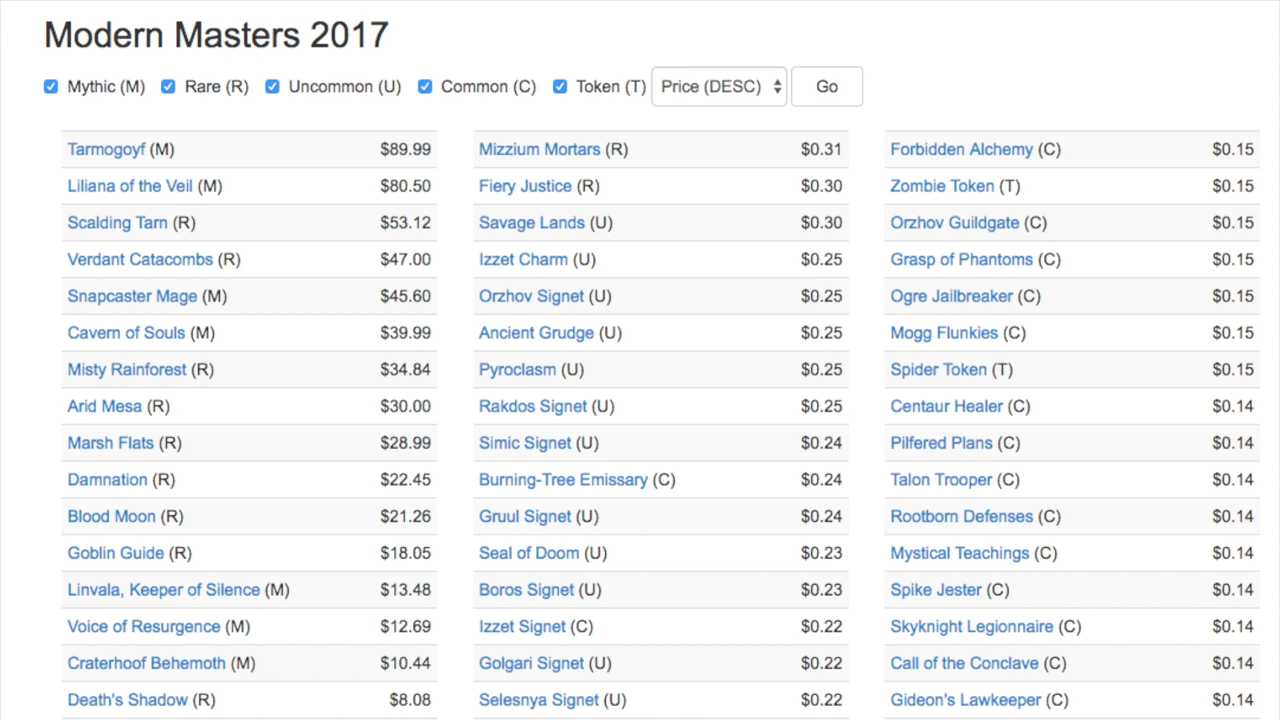 Modern Masters 2017
Mythic (M) Rare (R) Uncommon (U) Common (C) Token (T) Price (DESC) Go
Tarmogoyf (M) $89.99
Liliana of the Veil (M) $80.50
Scalding Tarn (R) $53.12
Verdant Catacombs (R) $47.00
Snapcaster Mage (M) $45.60
Cavern of Souls (M) $39.99
Misty Rainforest (R) $34.84
Arid Mesa (R) $30.00
Marsh Flats (R) $28.99
Damnation (R) $22.45
Blood Moon (R) $21.26
Goblin Guide (R) $18.05
Linvala, Keeper of Silence (M) $13.48
Voice of Resurgence (M) $12.69
Craterhoof Behemoth (M) $10.44
Death's Shadow (R) $8.08
Mizzium Mortars (R) $0.31
Fiery Justice (R) $0.30
Savage Lands (U) $0.30
Izzet Charm (U) $0.25
Orzhov Signet (U) $0.25
Ancient Grudge (U) $0.25
Pyroclasm (U) $0.25
Rakdos Signet (U) $0.25
Simic Signet (U) $0.24
Burning-Tree Emissary (C) $0.24
Gruul Signet (U) $0.24
Seal of Doom (U) $0.23
Boros Signet (U) $0.23
Izzet Signet (C) $0.22
Golgari Signet (U) $0.22
Selesnya Signet (U) $0.22
Forbidden Alchemy (C) $0.15
Zombie Token (T) $0.15
Orzhov Guildgate (C) $0.15
Grasp of Phantoms (C) $0.15
Ogre Jailbreaker (C) $0.15
Mogg Flunkies (C) $0.15
Spider Token (T) $0.15
Centaur Healer (C) $0.14
Pilfered Plans (C) $0.14
Talon Trooper (C) $0.14
Rootborn Defenses (C) $0.14
Mystical Teachings (C) $0.14
Spike Jester (C) $0.14
Skyknight Legionnaire (C) $0.14
Call of the Conclave (C) $0.14
Gideon's Lawkeeper (C) $0.14